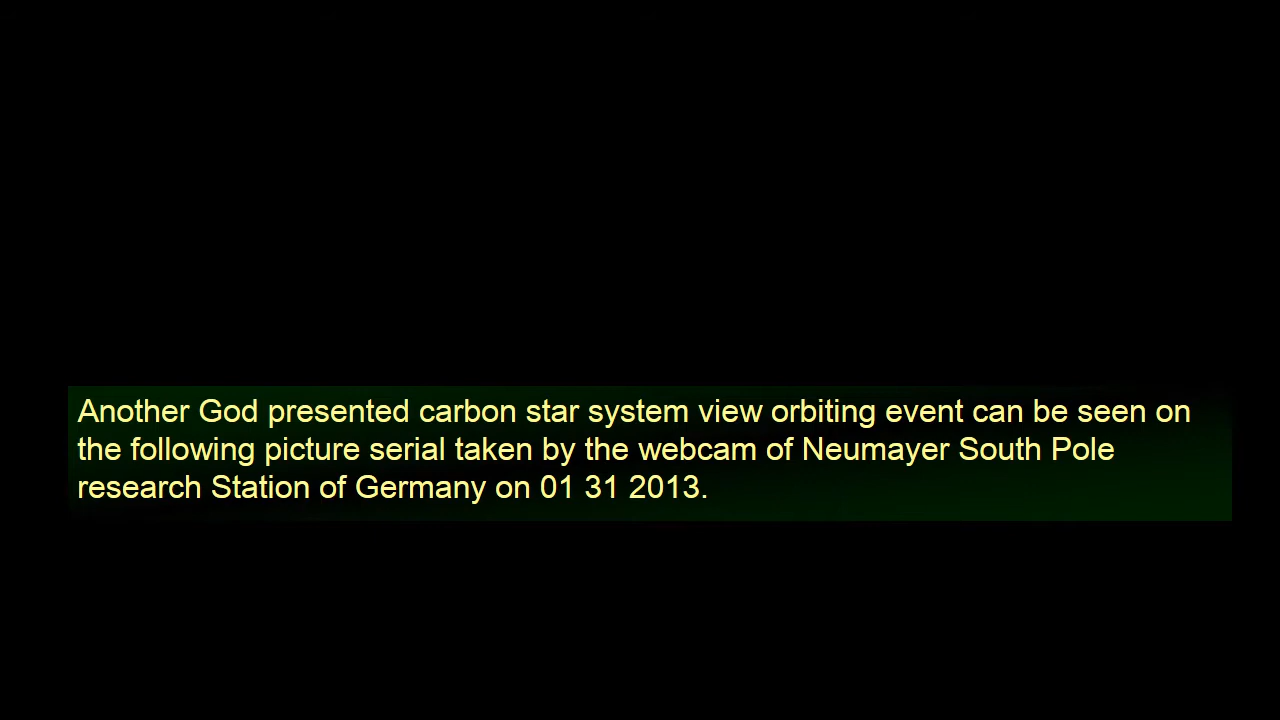 Another God presented carbon star system view orbiting event can be seen on
the following picture serial taken by the webcam of Neumayer South Pole
research Station of Germany on 01 31 2013.